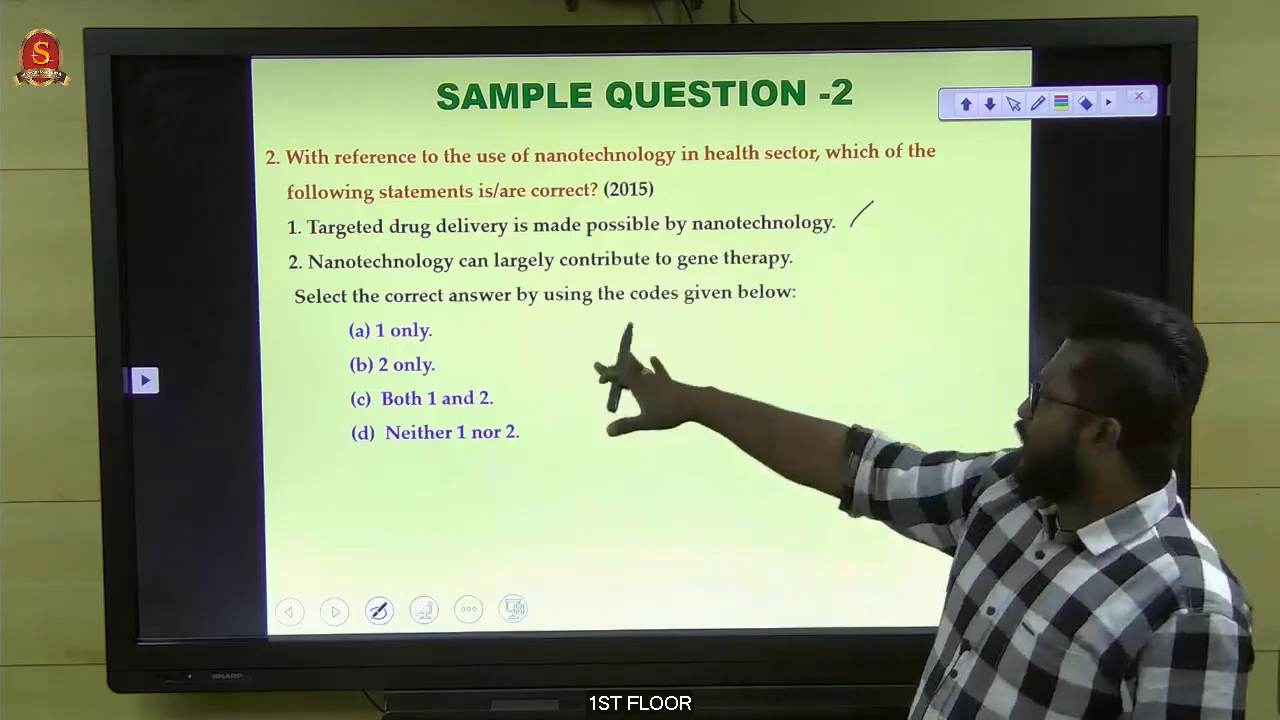 S
SAMPLE QUESTION -2
2. With reference to the use of nanotechnology in health sector, which of the
following statements is/are correct? (2015)
1. Targeted drug delivery is made possible by nanotechnology.
2. Nanotechnology can largely contribute to gene therapy.
Select the correct answer by using the codes given below:
(a) 1 only.
(b) 2 only.
(c) Both 1 and 2.
(d) Neither 1 nor 2.
SHARP
1ST FLOOR